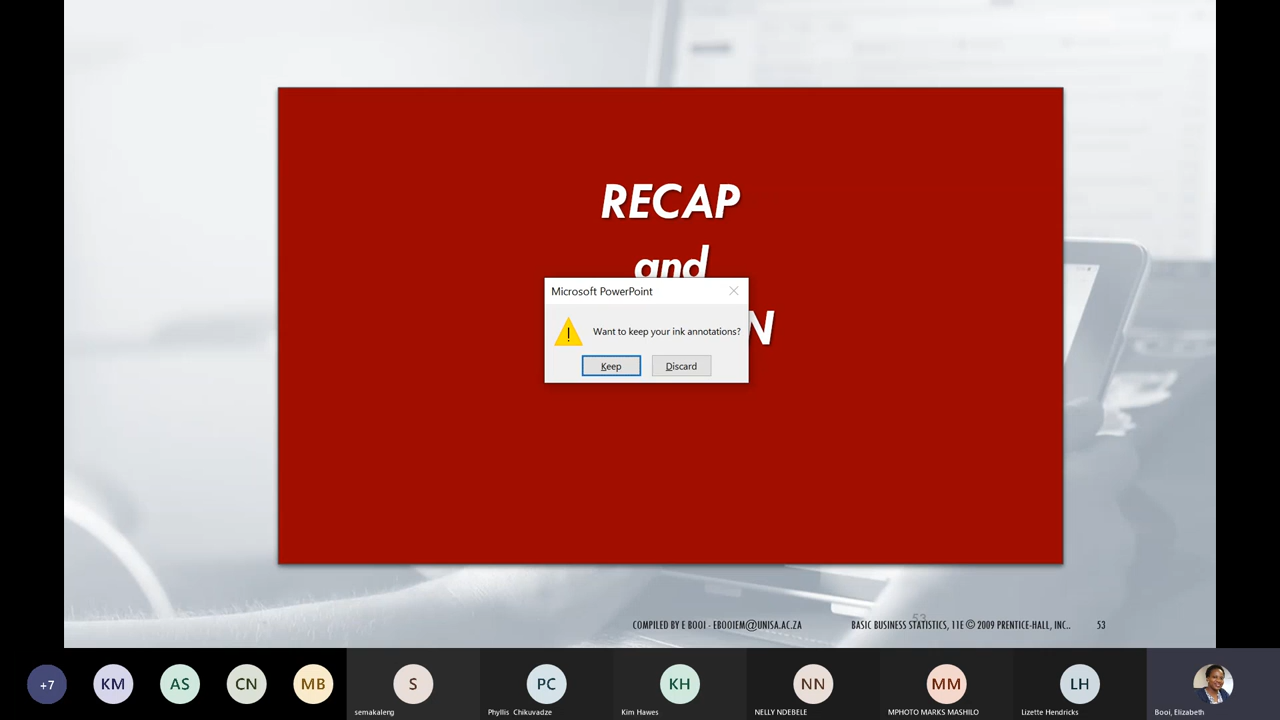 RECAP
and
N
Microsoft PowerPoint
Want to keep your ink annotations?
Keep
Discard
53
COMPILED BY E BOOI - EBOOIEM@UNISA.AC.ZA
BASIC BUSINESS STATISTICS, 11E © 2009 PRENTICE-HALL, INC..
53
+7
KM
AS
CN
MB
S
semakaleng
PC
Phyllis Chikuvadze
KH
Kim Hawes
NN
NELLY NDEBELE
MM
MPHOTO MARKS MASHILO
LH
Lizette Hendricks
Booi, Elizabeth